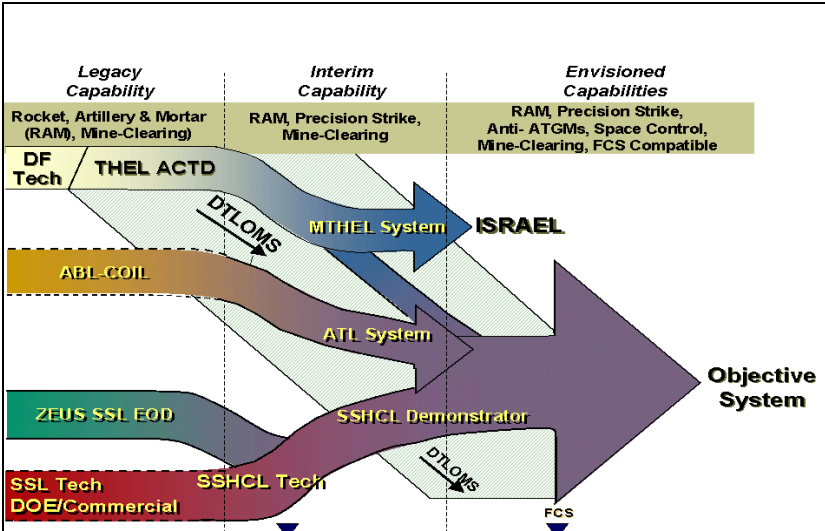 Legacy
Capability
Interim
Capability
Envisioned
Capabilities
Rocket, Artillery & Mortar
(RAM), Mine-Clearing)
RAM, Precision Strike,
Mine-Clearing
RAM, Precision Strike,
Anti- ATGMs, Space Control,
Mine-Clearing, FCS Compatible
DF
Tech
THEL ACTD
DTLOMS
MTHEL System
ISRAEL
ABL-COIL
ATL System
Objective
System
ZEUS SSL EOD
SSHCL Demonstrator
SSL Tech
DOE/Commercial
SSHCL Tech
DTLOMS
FCS